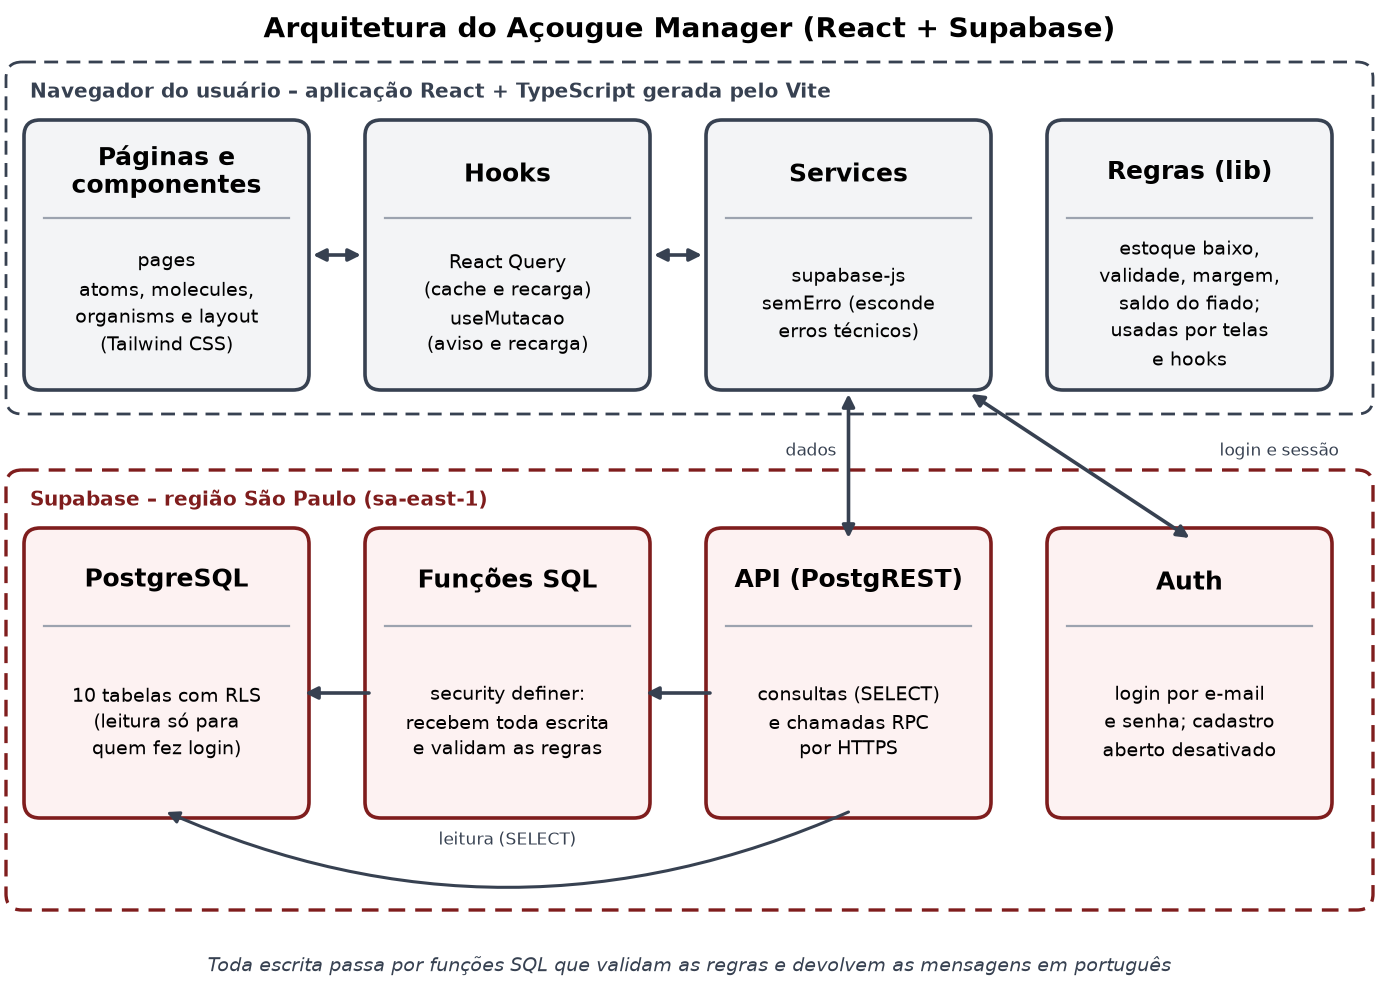 Arquitetura do Açougue Manager (React + Supabase)
Navegador do usuário – aplicação React + TypeScript gerada pelo Vite
Páginas e
componentes
pages
atoms, molecules,
organisms e layout
(Tailwind CSS)
Hooks
React Query
(cache e recarga)
useMutacao
(aviso e recarga)
Services
supabase-js
semErro (esconde
erros técnicos)
Regras (lib)
estoque baixo,
validade, margem,
saldo do fiado;
usadas por telas
e hooks
dados
login e sessão
Supabase – região São Paulo (sa-east-1)
PostgreSQL
10 tabelas com RLS
(leitura só para
quem fez login)
Funções SQL
security definer:
recebem toda escrita
e validam as regras
API (PostgREST)
consultas (SELECT)
e chamadas RPC
por HTTPS
Auth
login por e-mail
e senha; cadastro
aberto desativado
leitura (SELECT)
Toda escrita passa por funções SQL que validam as regras e devolvem as mensagens em português